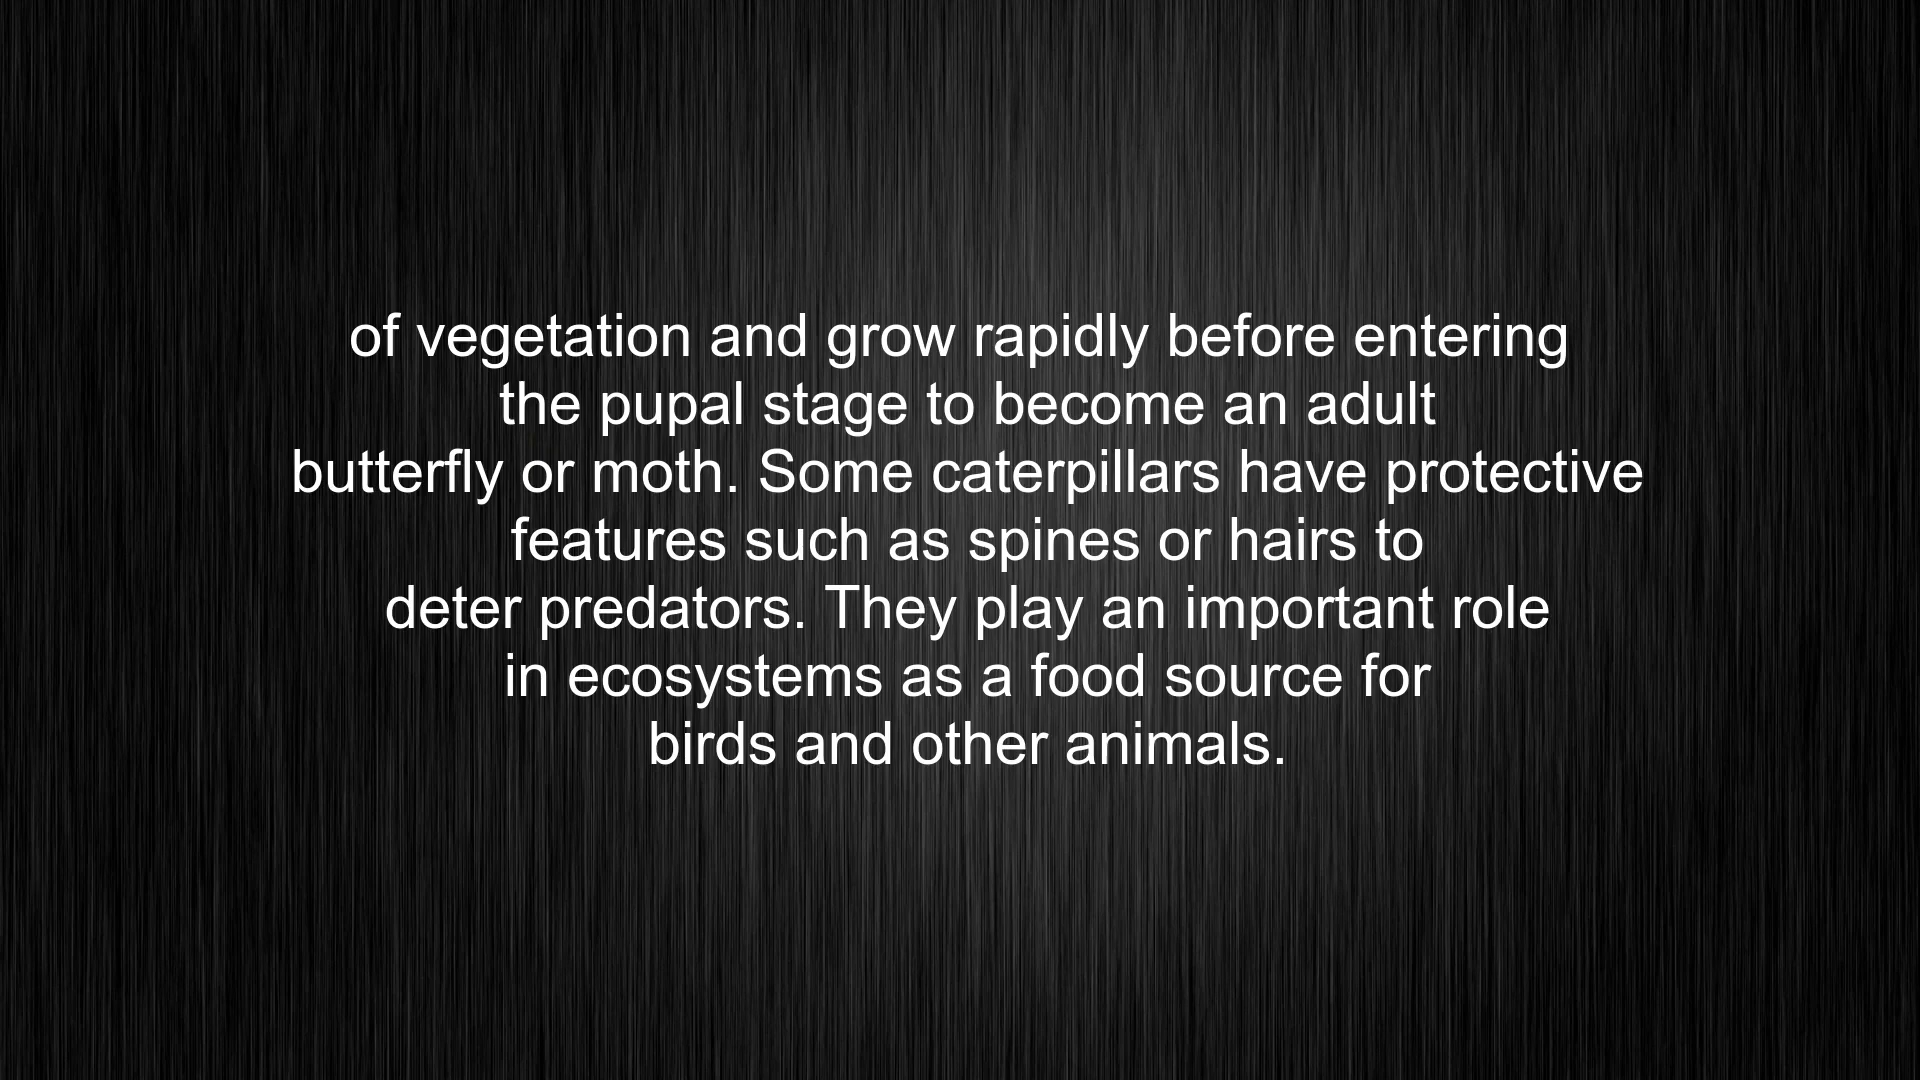 of vegetation and grow rapidly before entering
the pupal stage to become an adult
butterfly or moth. Some caterpillars have protective
features such as spines or hairs to
deter predators. They play an important role
in ecosystems as a food source for
birds and other animals.